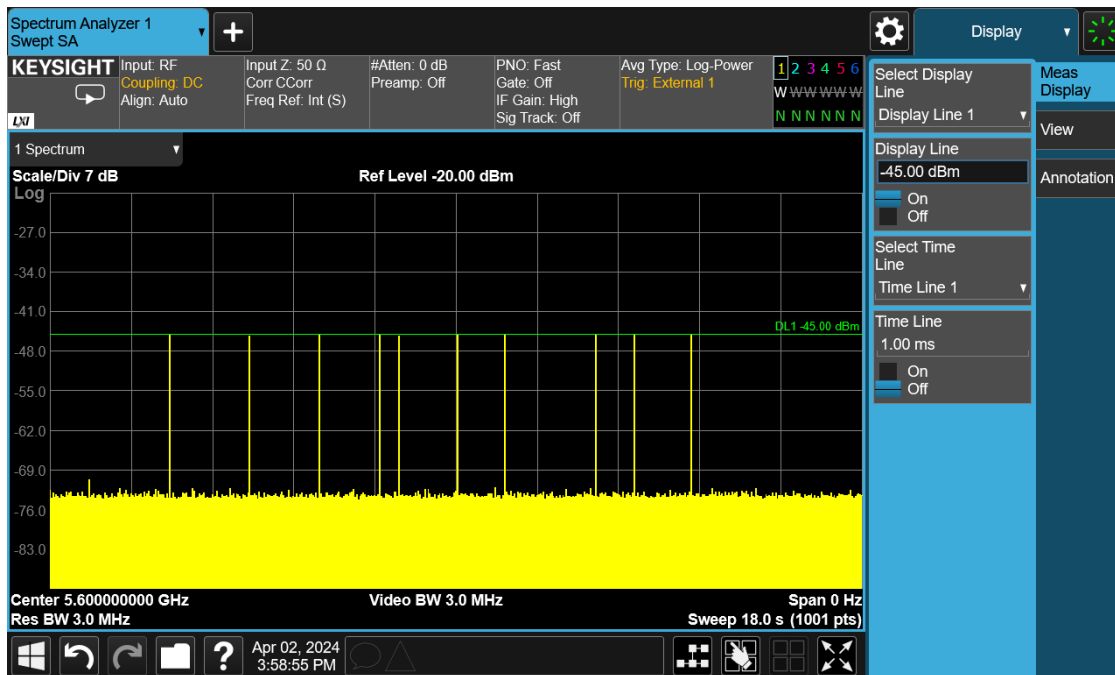 Spectrum Analyzer 1
Swept SA
+
Display
KEYSIGHT
LXI
Input: RF
Coupling: DC
Align: Auto
Input Z: 50 Ω
Corr CCorr
Freq Ref: Int (S)
#Atten: 0 dB
Preamp: Off
PNO: Fast
Gate: Off
IF Gain: High
Sig Track: Off
Avg Type: Log-Power
Trig: External 1
1 2 3 4 5 6
W W W W W W
N N N N N N
1 Spectrum
Scale/Div 7 dB
Ref Level -20.00 dBm
Log
-27.0
-34.0
-41.0
DL1 -45.00 dBm
-48.0
-55.0
-62.0
-69.0
-76.0
-83.0
Center 5.600000000 GHz
Video BW 3.0 MHz
Span 0 Hz
Res BW 3.0 MHz
Sweep 18.0 s (1001 pts)
Select Display
Line
Display Line 1
Display Line
-45.00 dBm
On
Off
Select Time
Line
Time Line 1
Time Line
1.00 ms
On
Off
Meas
Display
View
Annotation
?
Apr 02, 2024
3:58:55 PM